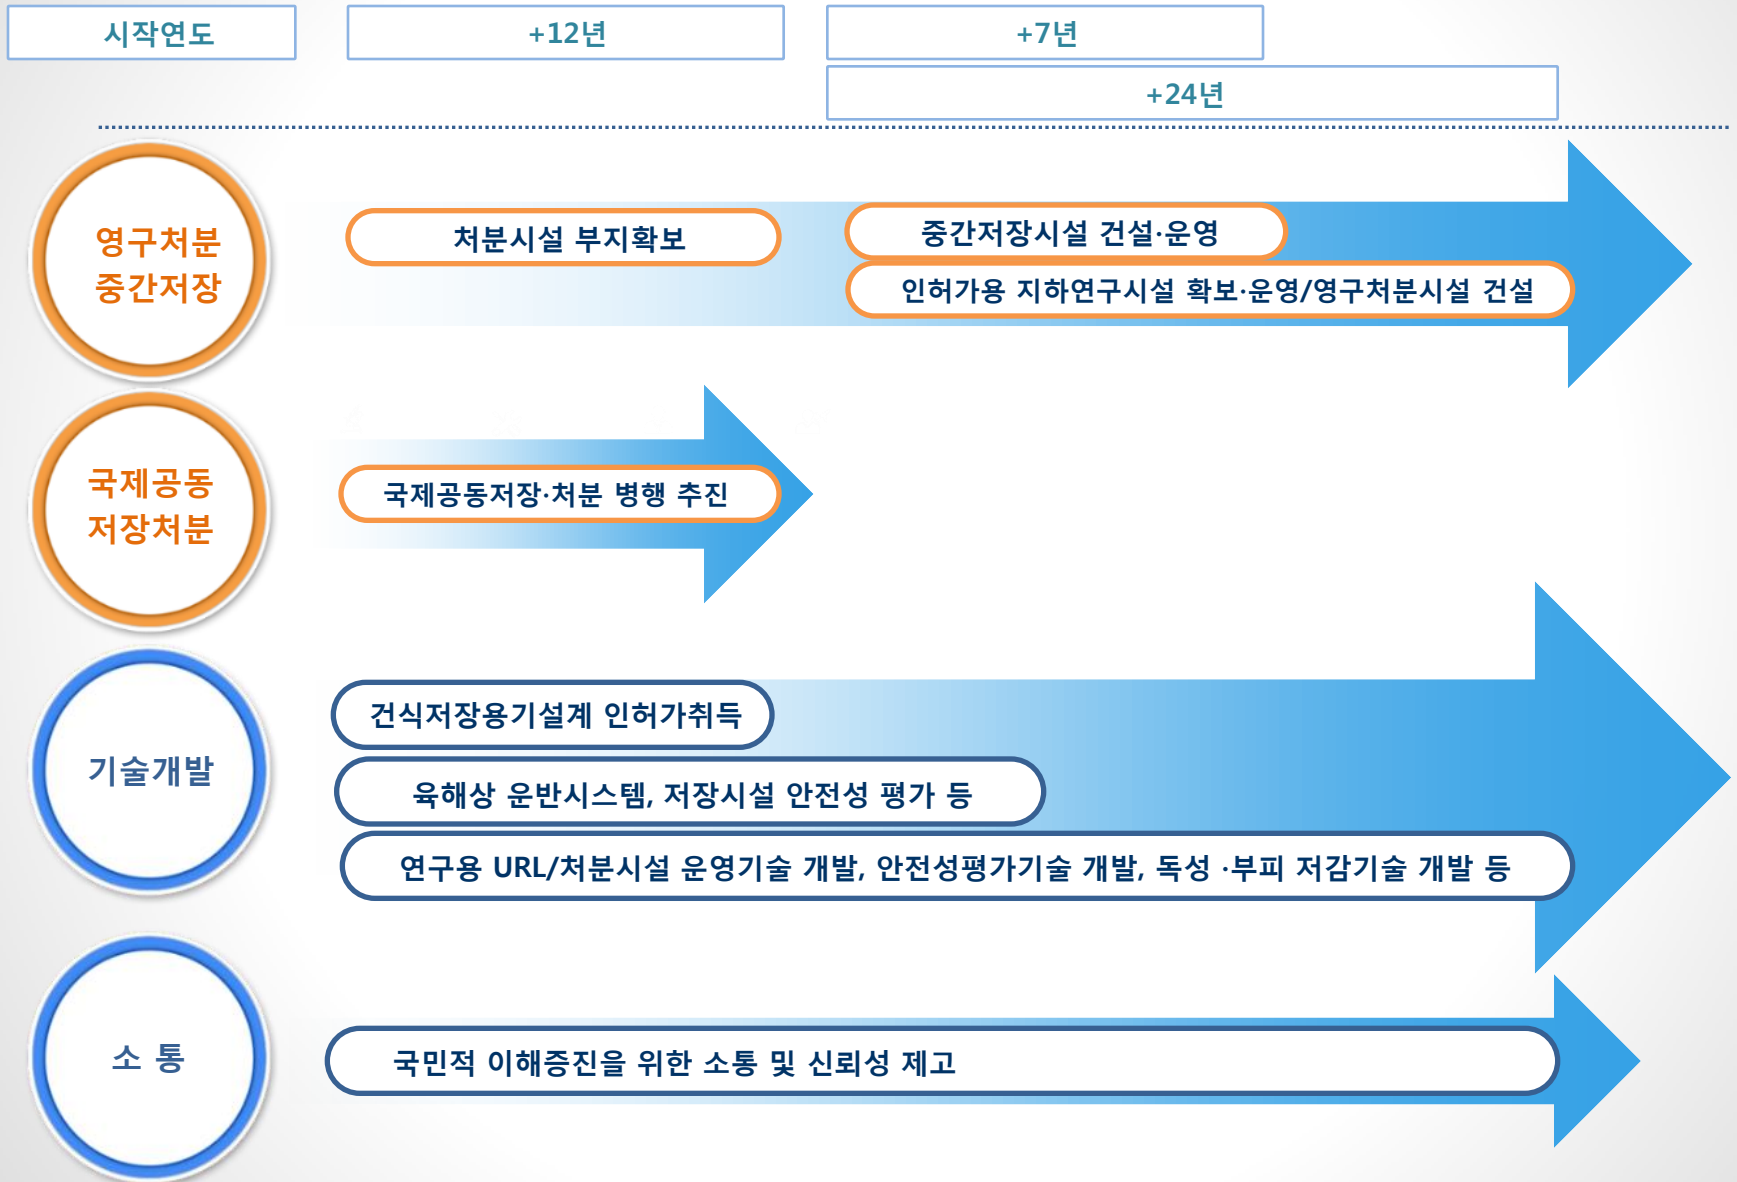 시작연도
+12년
+7년
+24년
영구처분
중간저장
처분시설 부지확보
중간저장시설 건설·운영
인허가용 지하연구시설 확보·운영/영구처분시설 건설
국제공동
저장처분
국제공동저장·처분 병행 추진
기술개발
건식저장용기설계 인허가취득
육해상 운반시스템, 저장시설 안전성 평가 등
연구용 URL/처분시설 운영기술 개발, 안전성평가기술 개발, 독성 ·부피 저감기술 개발 등
소 통
국민적 이해증진을 위한 소통 및 신뢰성 제고